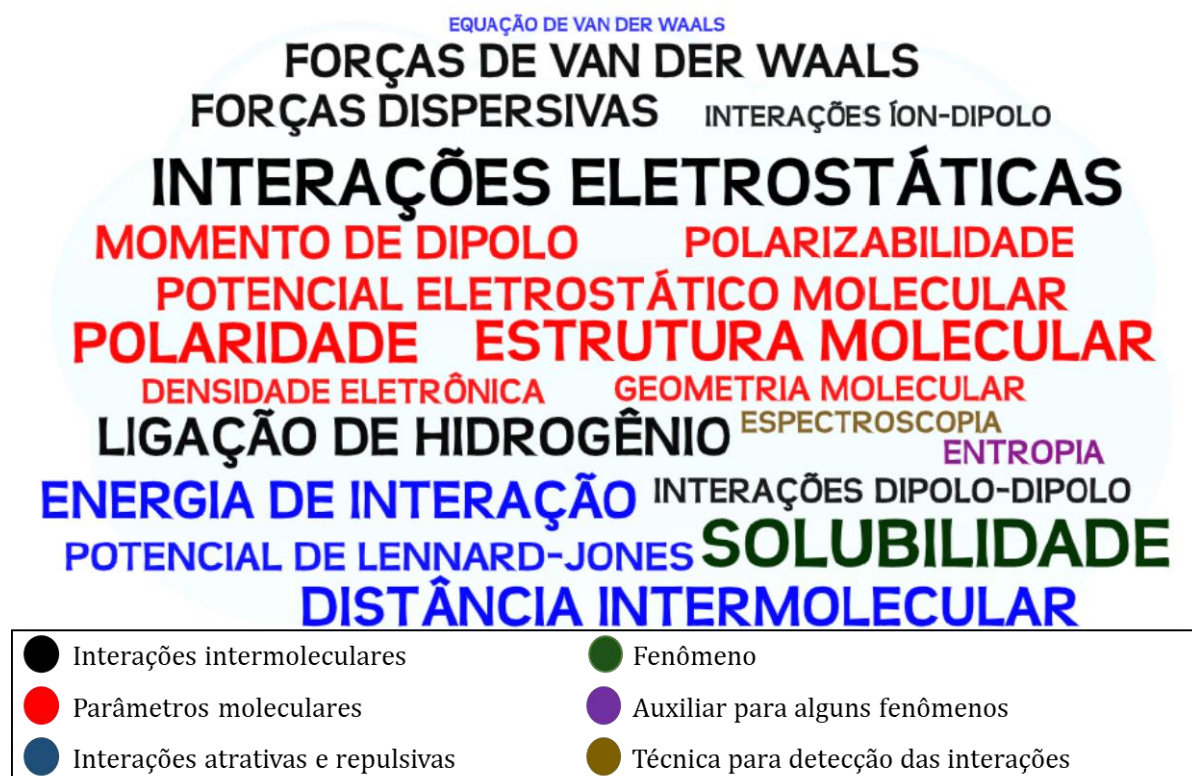 EQUAÇÃO DE VAN DER WAALS
FORÇAS DE VAN DER WAALS
FORÇAS DISPERSIVAS INTERAÇÕES ÍON-DIPOLO
INTERAÇÕES ELETROSTÁTICAS
MOMENTO DE DIPOLO POLARIZABILIDADE
POTENCIAL ELETROSTÁTICO MOLECULAR
POLARIDADE ESTRUTURA MOLECULAR
DENSIDADE ELETRÔNICA GEOMETRIA MOLECULAR
LIGAÇÃO DE HIDROGÊNIO ESPECTROSCOPIA
ENTROPIA
ENERGIA DE INTERAÇÃO INTERAÇÕES DIPOLO-DIPOLO
POTENCIAL DE LENNARD-JONES SOLUBILIDADE
DISTÂNCIA INTERMOLECULAR
Interações intermoleculares Fenômeno
Parâmetros moleculares Auxiliar para alguns fenômenos
Interações atrativas e repulsivas Técnica para detecção das interações